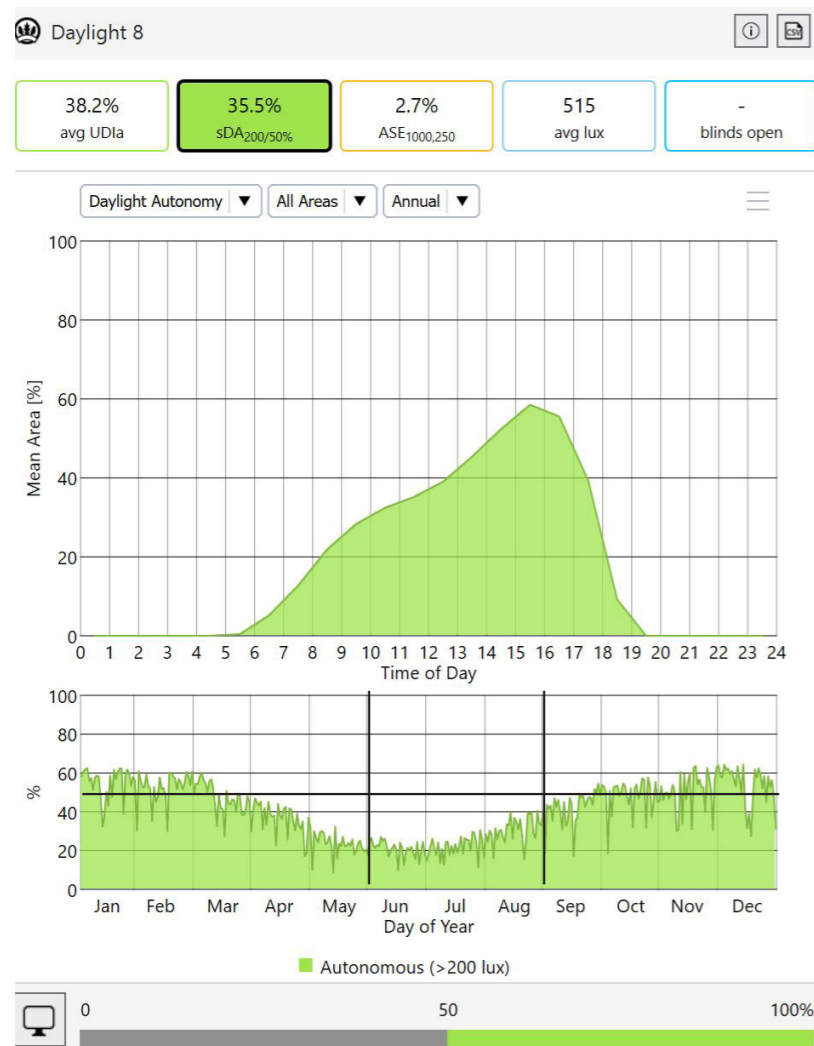 Daylight 8
CSV
38.2%
avg UDIa
35.5%
sDA200/50%
2.7%
ASE1000,250
515
avg lux
-
blinds open
Daylight Autonomy ▼ All Areas ▼ Annual ▼
Mean Area [%]
100
80
60
40
20
0
0 1 2 3 4 5 6 7 8 9 10 11 12 13 14 15 16 17 18 19 20 21 22 23 24
Time of Day
%
100
80
60
40
20
0
Jan Feb Mar Apr May Jun Jul Aug Sep Oct Nov Dec
Day of Year
Autonomous (>200 lux)
0 50 100%